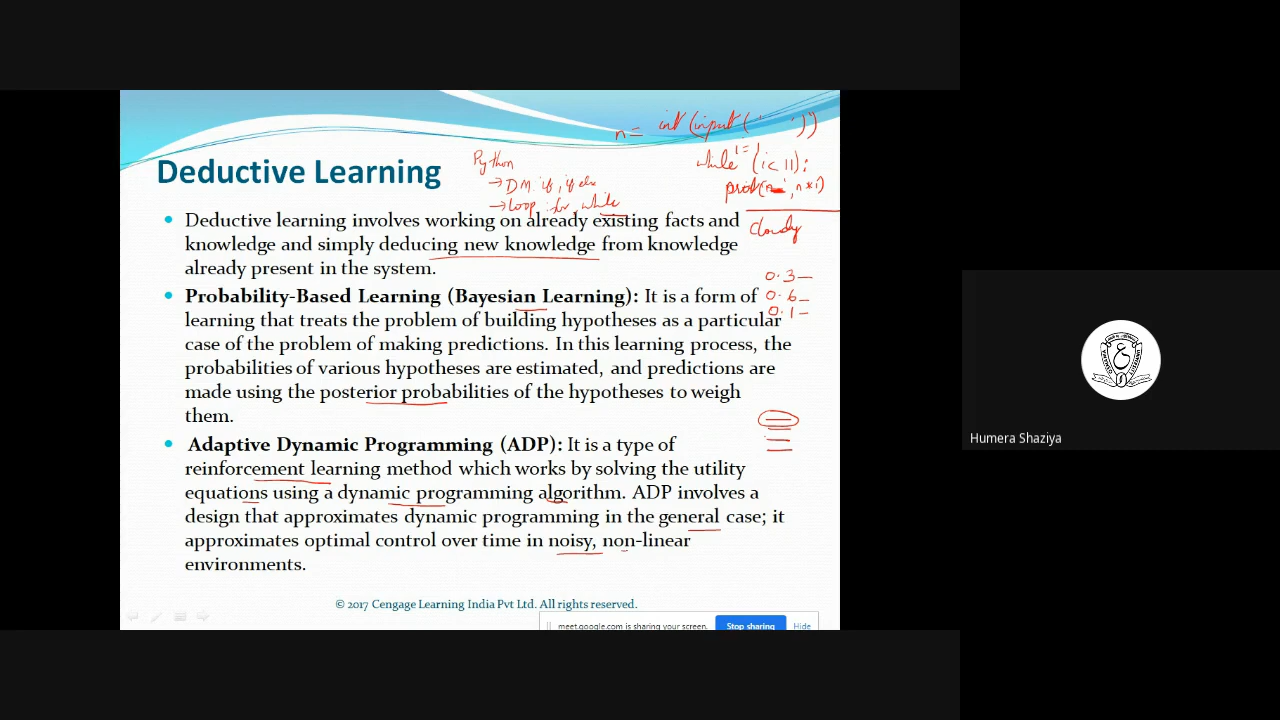 n = int (input ( ' ' ))
i = 1
while (i < 11):
print(n, n*i)
Python
→ DM: if, if else
→ loop: for, while
cloudy
0.3 –
0.6 –
0.1 –
Deductive Learning
• Deductive learning involves working on already existing facts and
knowledge and simply deducing new knowledge from knowledge
already present in the system.
• Probability-Based Learning (Bayesian Learning): It is a form of
learning that treats the problem of building hypotheses as a particular
case of the problem of making predictions. In this learning process, the
probabilities of various hypotheses are estimated, and predictions are
made using the posterior probabilities of the hypotheses to weigh
them.
• Adaptive Dynamic Programming (ADP): It is a type of
reinforcement learning method which works by solving the utility
equations using a dynamic programming algorithm. ADP involves a
design that approximates dynamic programming in the general case; it
approximates optimal control over time in noisy, non-linear
environments.
© 2017 Cengage Learning India Pvt Ltd. All rights reserved.
meet.google.com is sharing your screen.
Stop sharing
Hide
Humera Shaziya